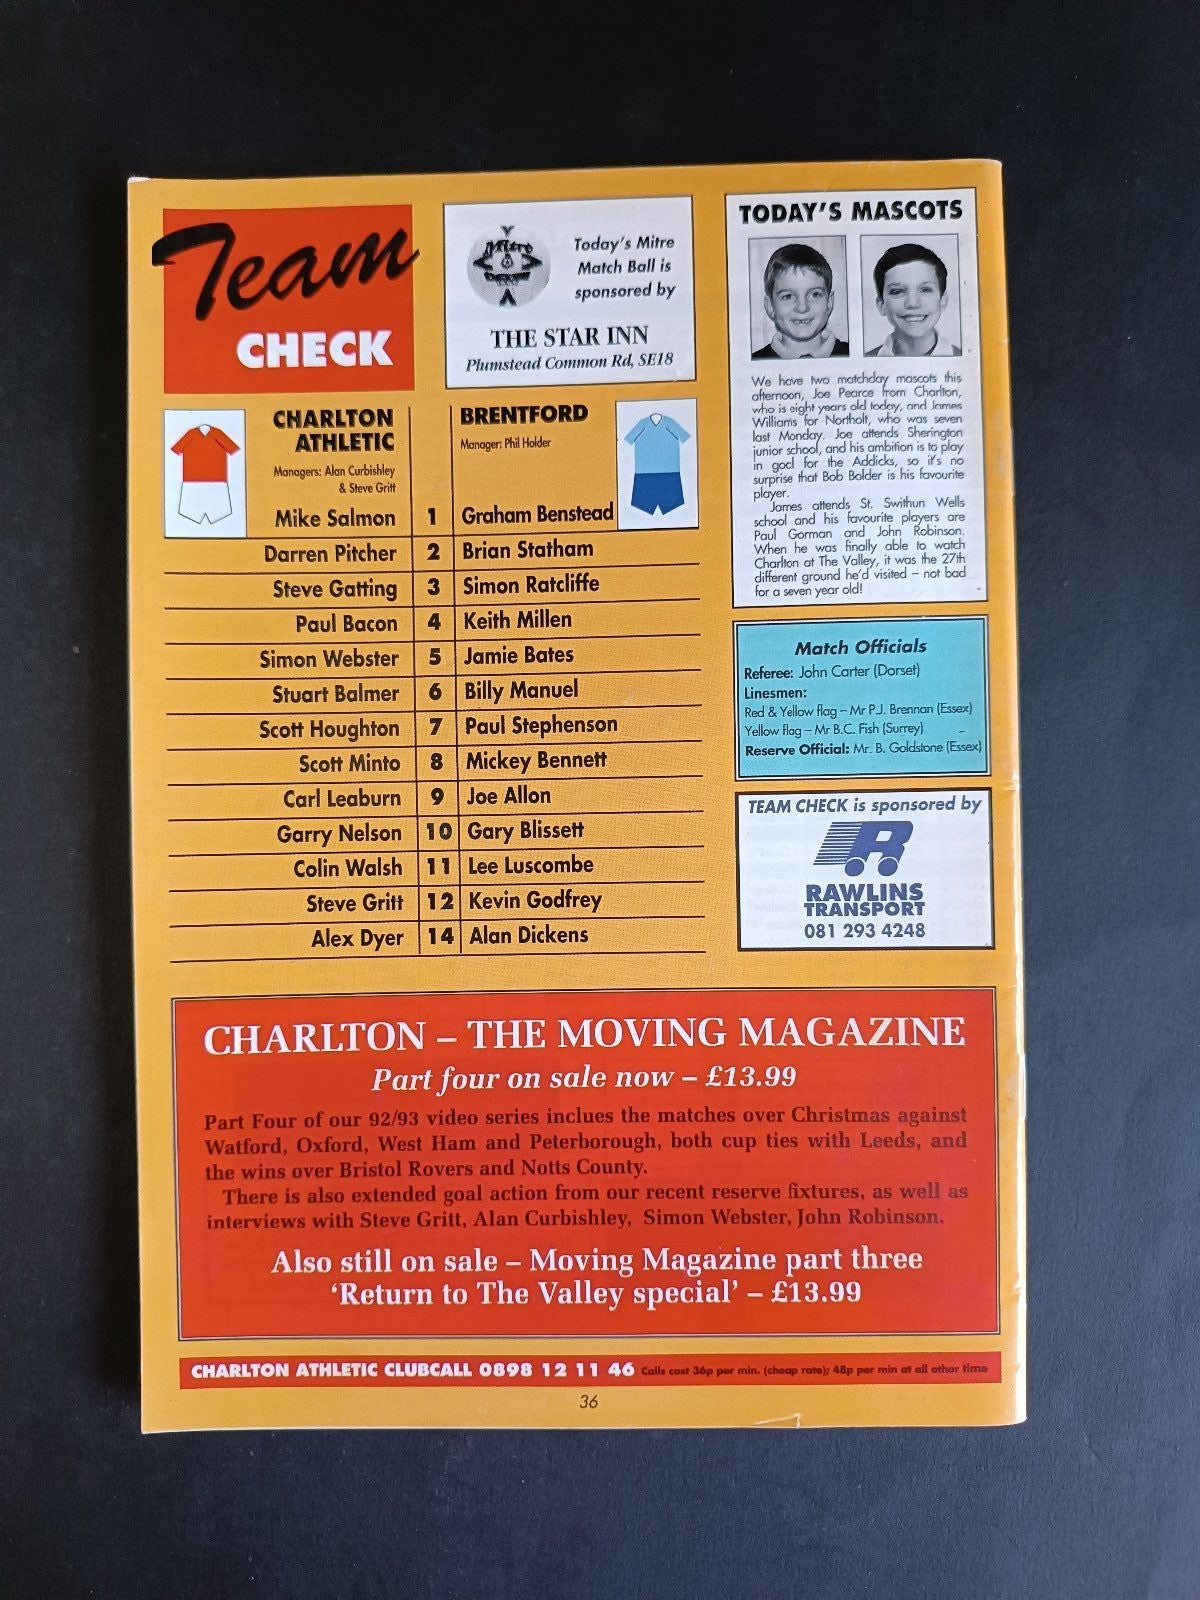 Team
CHECK
Mitre
Today's Mitre
Match Ball is
sponsored by
THE STAR INN
Plumstead Common Rd, SE18
TODAY'S MASCOTS
We have two matchday mascots this
afternoon, Joe Pearce from Charlton,
who is eight years old today, and James
Williams for Northolt, who was seven
last Monday. Joe attends Sherington
junior school, and his ambition is to play
in goal for the Addicks, so it's no
surprise that Bob Bolder is his favourite
player.
James attends St. Swithun Wells
school and his favourite players are
Paul Gorman and John Robinson.
When he was finally able to watch
Charlton at The Valley, it was the 27th
different ground he'd visited – not bad
for a seven year old!
CHARLTON
ATHLETIC
Managers: Alan Curbishley
& Steve Gritt
BRENTFORD
Manager: Phil Holder
Mike Salmon 1 Graham Benstead
Darren Pitcher 2 Brian Statham
Steve Gatting 3 Simon Ratcliffe
Paul Bacon 4 Keith Millen
Simon Webster 5 Jamie Bates
Stuart Balmer 6 Billy Manuel
Scott Houghton 7 Paul Stephenson
Scott Minto 8 Mickey Bennett
Carl Leaburn 9 Joe Allon
Garry Nelson 10 Gary Blissett
Colin Walsh 11 Lee Luscombe
Steve Gritt 12 Kevin Godfrey
Alex Dyer 14 Alan Dickens
Match Officials
Referee: John Carter (Dorset)
Linesmen:
Red & Yellow flag – Mr P.J. Brennan (Essex)
Yellow flag – Mr B.C. Fish (Surrey)
Reserve Official: Mr. B. Goldstone (Essex)
TEAM CHECK is sponsored by
R
RAWLINS
TRANSPORT
081 293 4248
CHARLTON – THE MOVING MAGAZINE
Part four on sale now – £13.99
Part Four of our 92/93 video series inclues the matches over Christmas against
Watford, Oxford, West Ham and Peterborough, both cup ties with Leeds, and
the wins over Bristol Rovers and Notts County.
There is also extended goal action from our recent reserve fixtures, as well as
interviews with Steve Gritt, Alan Curbishley, Simon Webster, John Robinson.
Also still on sale – Moving Magazine part three
'Return to The Valley special' – £13.99
CHARLTON ATHLETIC CLUBCALL 0898 12 11 46 Calls cost 36p per min. (cheap rate); 48p per min at all other time
36